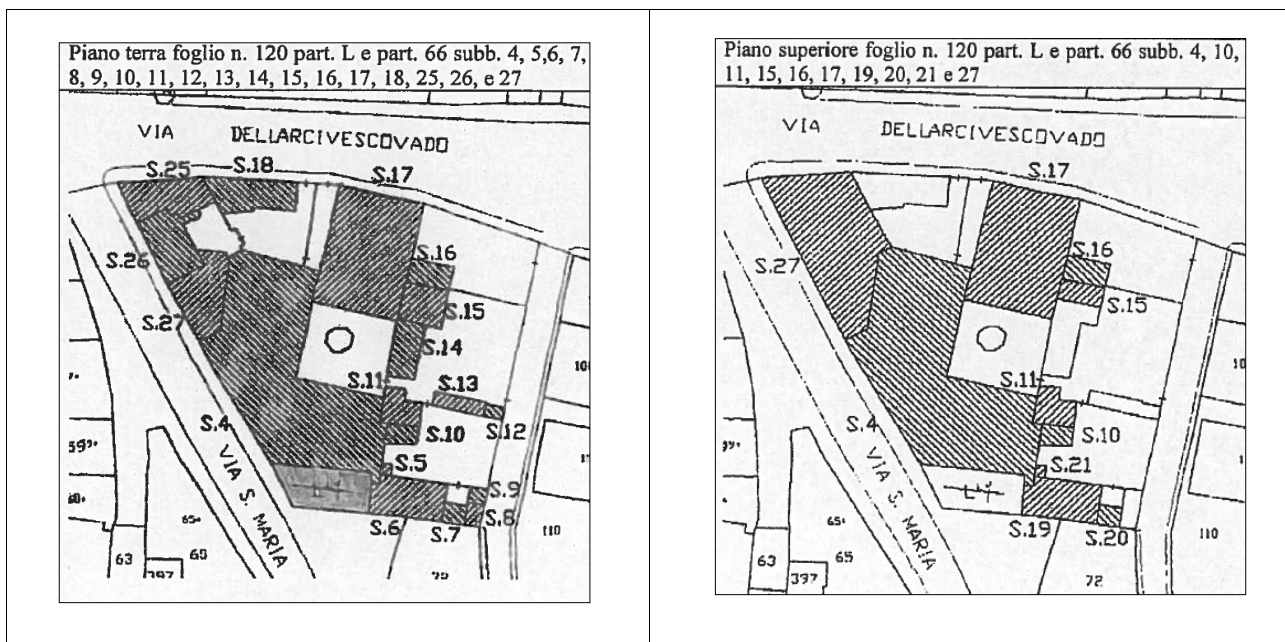 Piano terra foglio n. 120 part. L e part. 66 subb. 4, 5,6, 7,
8, 9, 10, 11, 12, 13, 14, 15, 16, 17, 18, 25, 26, e 27
VIA DELLARCIVESCOVADO
S.25 S.18
S.17
S.16
S.26
S.15
S.27
S.14
S.11 S.13
S.4
S.10 S.12
S.5
VIA S. MARIA
S.9
S.6 S.7 S.8
65
63
397
110
Piano superiore foglio n. 120 part. L e part. 66 subb. 4, 10,
11, 15, 16, 17, 19, 20, 21 e 27
VIA DELLARCIVESCOVADO
S.17
S.16
S.27
S.15
S.11
S.4
S.10
S.21
VIA S. MARIA
S.19 S.20
65
63
397
72
110